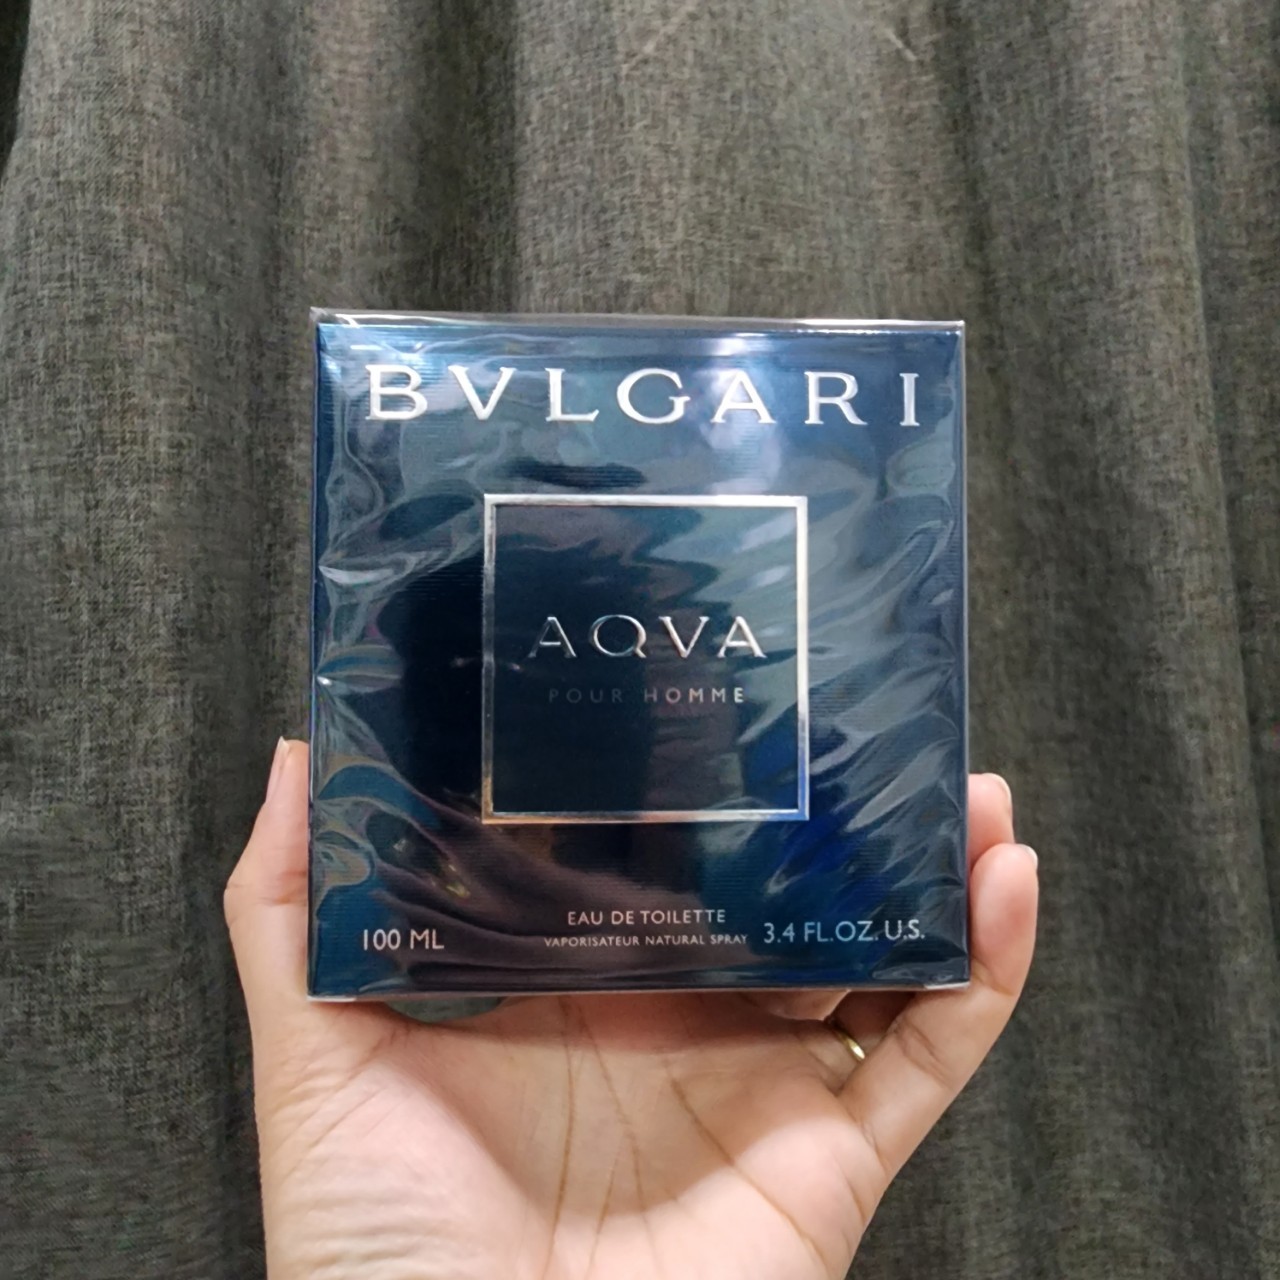 BVLGARI
AQVA
POUR HOMME
EAU DE TOILETTE
100 ML VAPORISATEUR NATURAL SPRAY 3.4 FL.OZ. U.S.